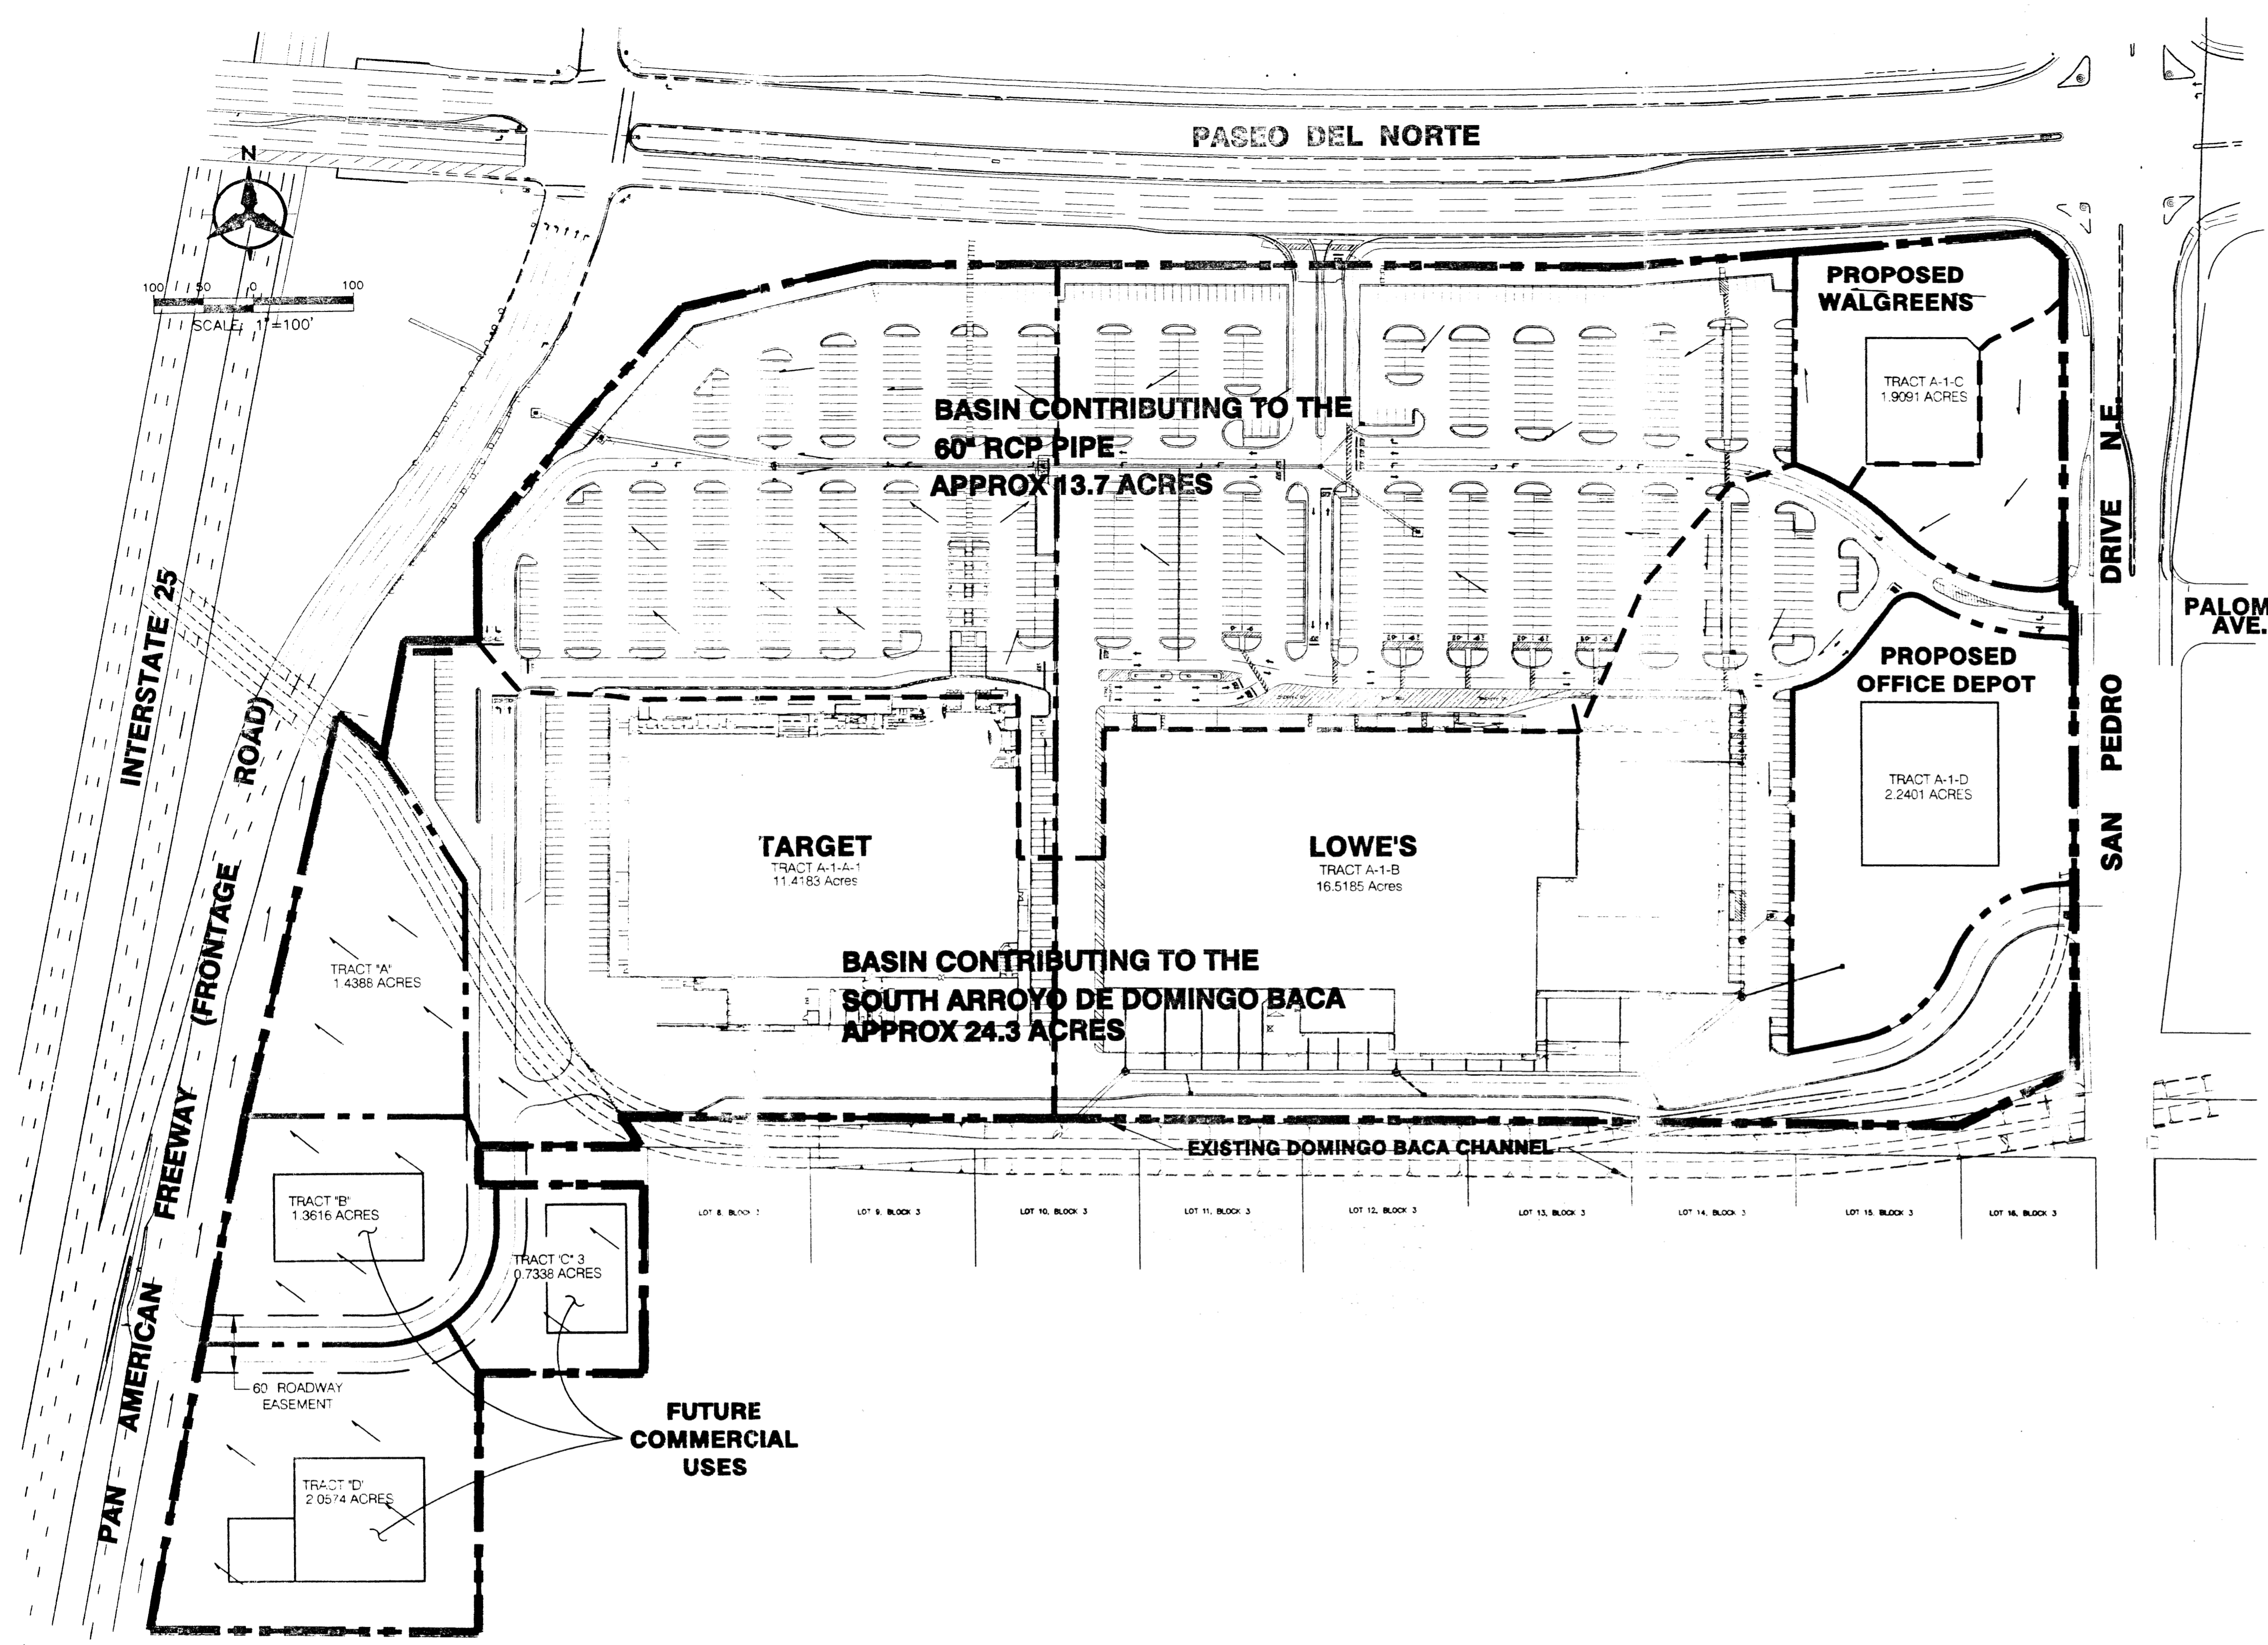 PASEO DEL NORTE
N
100 50 0 100
SCALE: 1"=100'
PROPOSED
WALGREENS
TRACT A-1-C
1.9091 ACRES
BASIN CONTRIBUTING TO THE
60" RCP PIPE
APPROX 13.7 ACRES
SAN PEDRO DRIVE N.E.
PALOM
AVE.
INTERSTATE 25
PROPOSED
OFFICE DEPOT
TRACT A-1-D
2.2401 ACRES
TARGET
TRACT A-1-A-1
11.4183 Acres
LOWE'S
TRACT A-1-B
16.5185 Acres
PAN AMERICAN FREEWAY (FRONTAGE ROAD)
TRACT "A"
1.4388 ACRES
BASIN CONTRIBUTING TO THE
SOUTH ARROYO DE DOMINGO BACA
APPROX 24.3 ACRES
EXISTING DOMINGO BACA CHANNEL
TRACT "B"
1.3616 ACRES
LOT 8, BLOCK 3
LOT 9, BLOCK 3
LOT 10, BLOCK 3
LOT 11, BLOCK 3
LOT 12, BLOCK 3
LOT 13, BLOCK 3
LOT 14, BLOCK 3
LOT 15, BLOCK 3
LOT 16, BLOCK 3
TRACT "C" 3
0.7338 ACRES
60 ROADWAY
EASEMENT
FUTURE
COMMERCIAL
USES
TRACT "D"
2.0574 ACRES